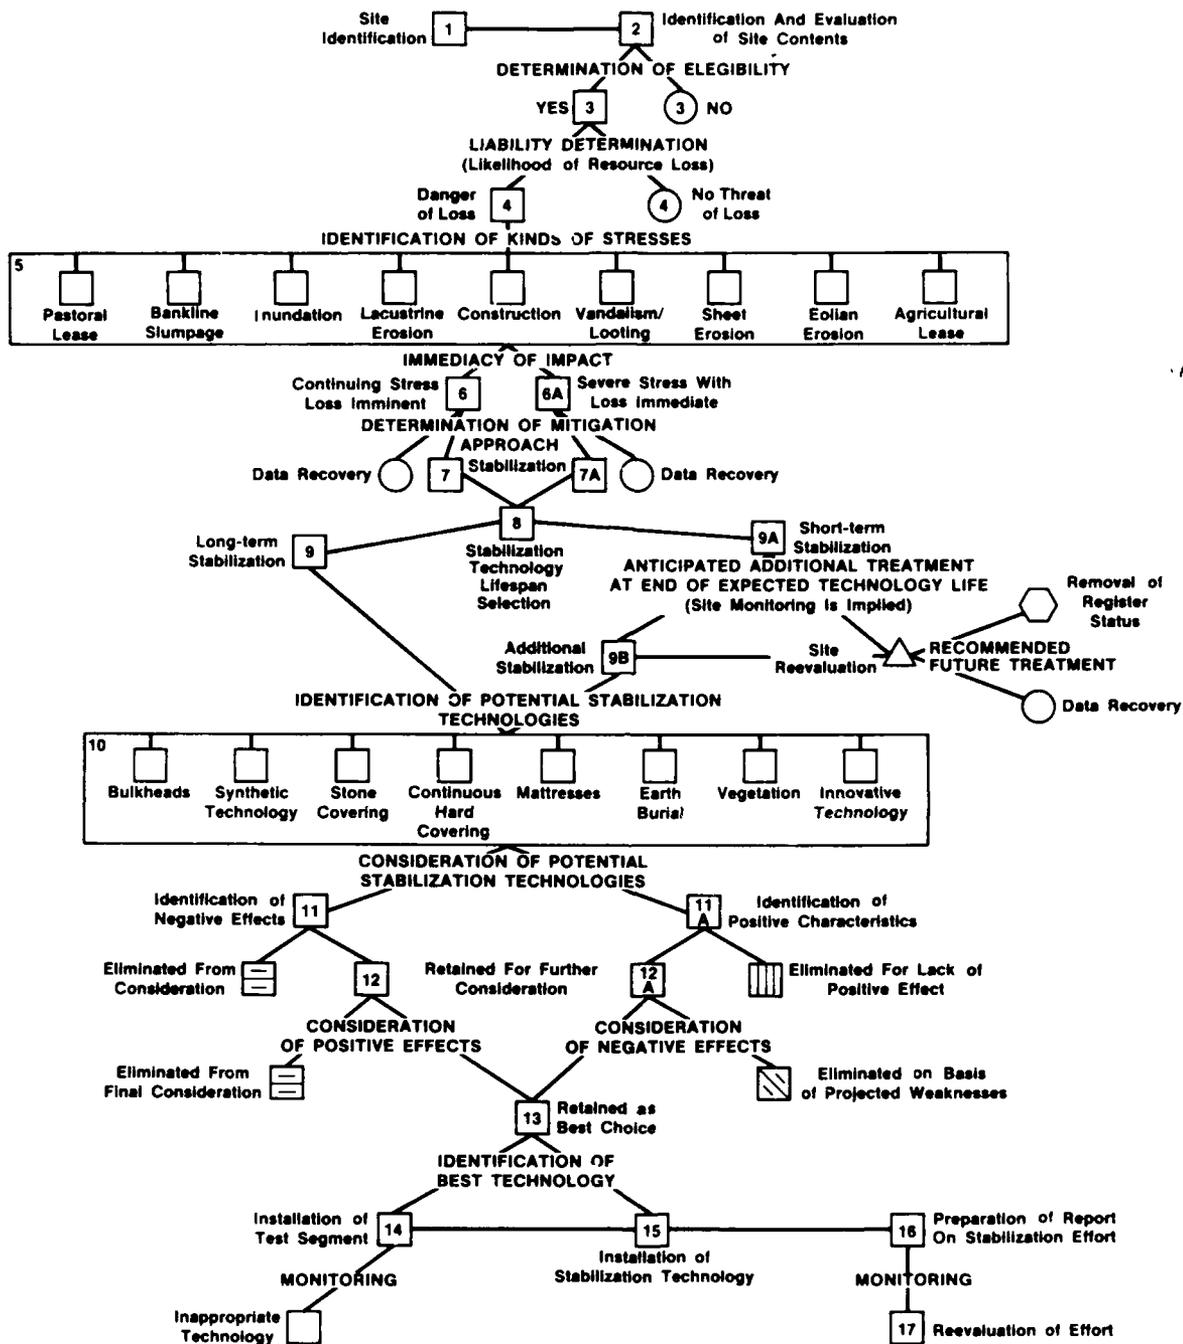 Site
Identification
1
2
Identification And Evaluation
of Site Contents
DETERMINATION OF ELEGIBILITY
YES
3
3
NO
LIABILITY DETERMINATION
(Likelihood of Resource Loss)
Danger
of Loss
4
4
No Threat
of Loss
IDENTIFICATION OF KINDS OF STRESSES
5
Pastoral
Lease
Bankline
Slumpage
Inundation
Lacustrine
Erosion
Construction
Vandalism/
Looting
Sheet
Erosion
Eolian
Erosion
Agricultural
Lease
IMMEDIACY OF IMPACT
Continuing Stress
Loss Imminent
6
6A
Severe Stress With
Loss Immediate
DETERMINATION OF MITIGATION
APPROACH
Data Recovery
7
Stabilization
7A
Data Recovery
Long-term
Stabilization
9
8
Stabilization
Technology
Lifespan
Selection
9A
Short-term
Stabilization
ANTICIPATED ADDITIONAL TREATMENT
AT END OF EXPECTED TECHNOLOGY LIFE
(Site Monitoring Is Implied)
Removal of
Register
Status
Additional
Stabilization
9B
Site
Reevaluation
RECOMMENDED
FUTURE TREATMENT
Data Recovery
IDENTIFICATION OF POTENTIAL STABILIZATION
TECHNOLOGIES
10
Bulkheads
Synthetic
Technology
Stone
Covering
Continuous
Hard
Covering
Mattresses
Earth
Burial
Vegetation
Innovative
Technology
CONSIDERATION OF POTENTIAL
STABILIZATION TECHNOLOGIES
Identification of
Negative Effects
11
11
A
Identification of
Positive Characteristics
Eliminated From
Consideration
12
Retained For Further
Consideration
12
A
Eliminated For Lack of
Positive Effect
CONSIDERATION
OF POSITIVE EFFECTS
CONSIDERATION
OF NEGATIVE EFFECTS
Eliminated From
Final Consideration
Eliminated on Basis
of Projected Weaknesses
13
Retained as
Best Choice
IDENTIFICATION OF
BEST TECHNOLOGY
Installation of
Test Segment
14
15
Installation of
Stabilization Technology
16
Preparation of Report
On Stabilization Effort
MONITORING
MONITORING
Inappropriate
Technology
17
Reevaluation of Effort